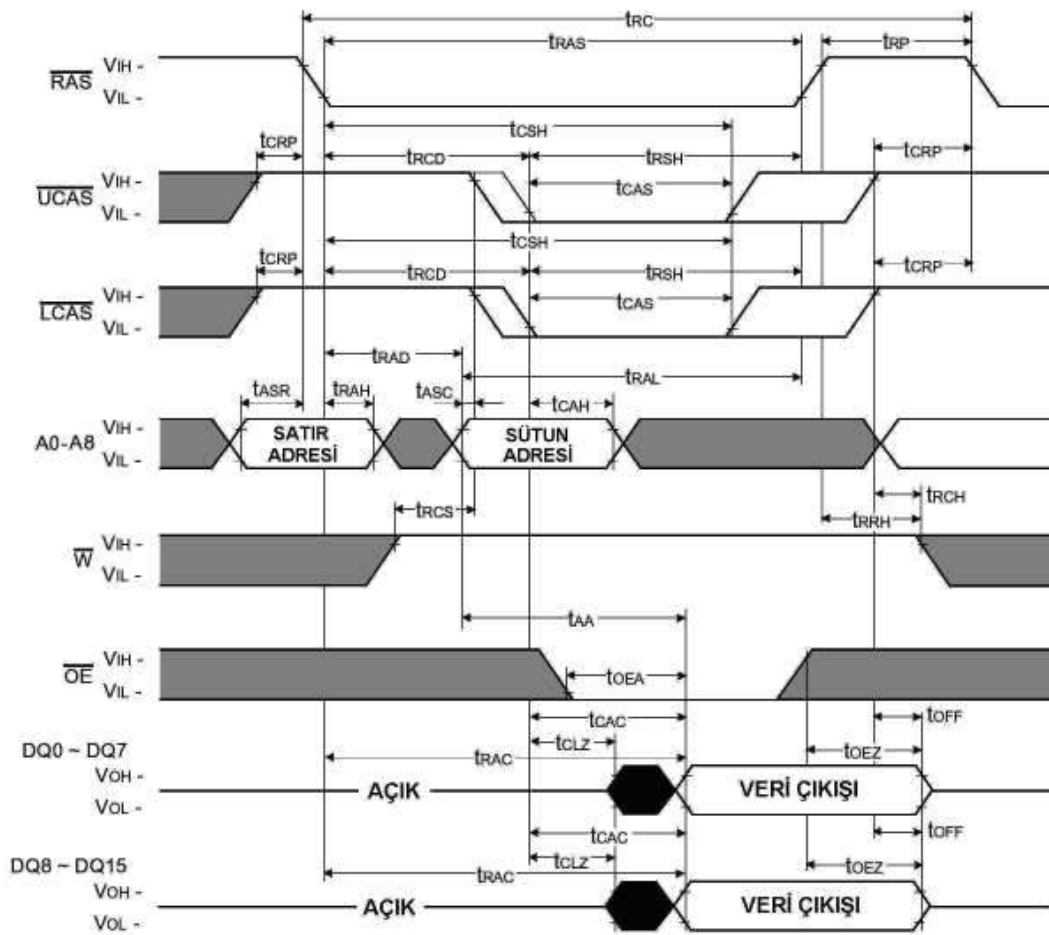 tRC
tRAS
tRP
RAS
VIH -
VIL -
tCSH
tCRP
tRCD
tRSH
tCRP
UCAS
VIH -
VIL -
tCAS
tCSH
tCRP
tRCD
tRSH
tCRP
LCAS
VIH -
VIL -
tCAS
tRAD
tRAL
tASR
tRAH
tASC
tCAH
A0-A8
VIH -
VIL -
SATIR
ADRESİ
SÜTUN
ADRESİ
tRCS
tRCH
tRRH
W
VIH -
VIL -
tAA
OE
VIH -
VIL -
tOEA
tCAC
tOFF
DQ0 ~ DQ7
tCLZ
tOEZ
tRAC
VOH -
VOL -
AÇIK
VERİ ÇIKIŞI
tCAC
tOFF
DQ8 ~ DQ15
tCLZ
tOEZ
tRAC
VOH -
VOL -
AÇIK
VERİ ÇIKIŞI